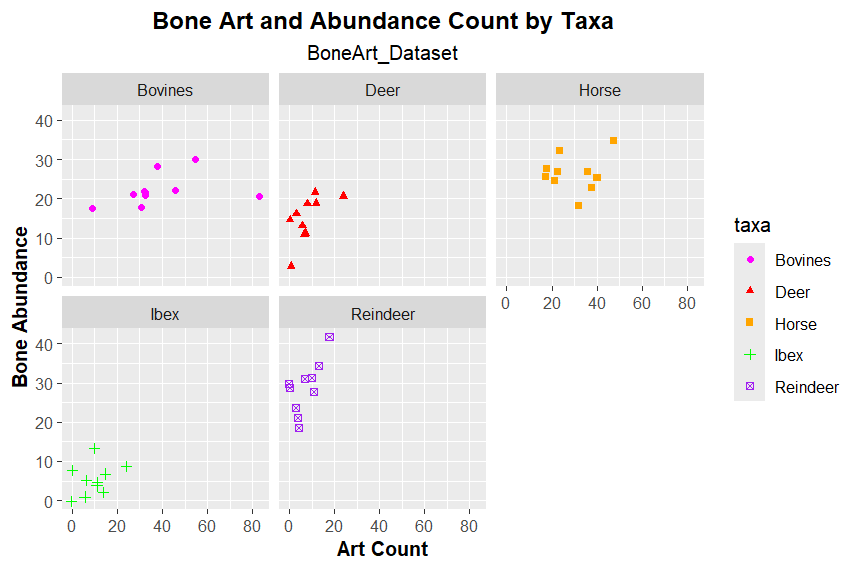 Bone Art and Abundance Count by Taxa
BoneArt_Dataset
Bovines
Deer
Horse
40
30
20
10
0
0 20 40 60 80
Ibex
Reindeer
40
30
20
10
0
0 20 40 60 80
0 20 40 60 80
Bone Abundance
Art Count
taxa
Bovines
Deer
Horse
Ibex
Reindeer